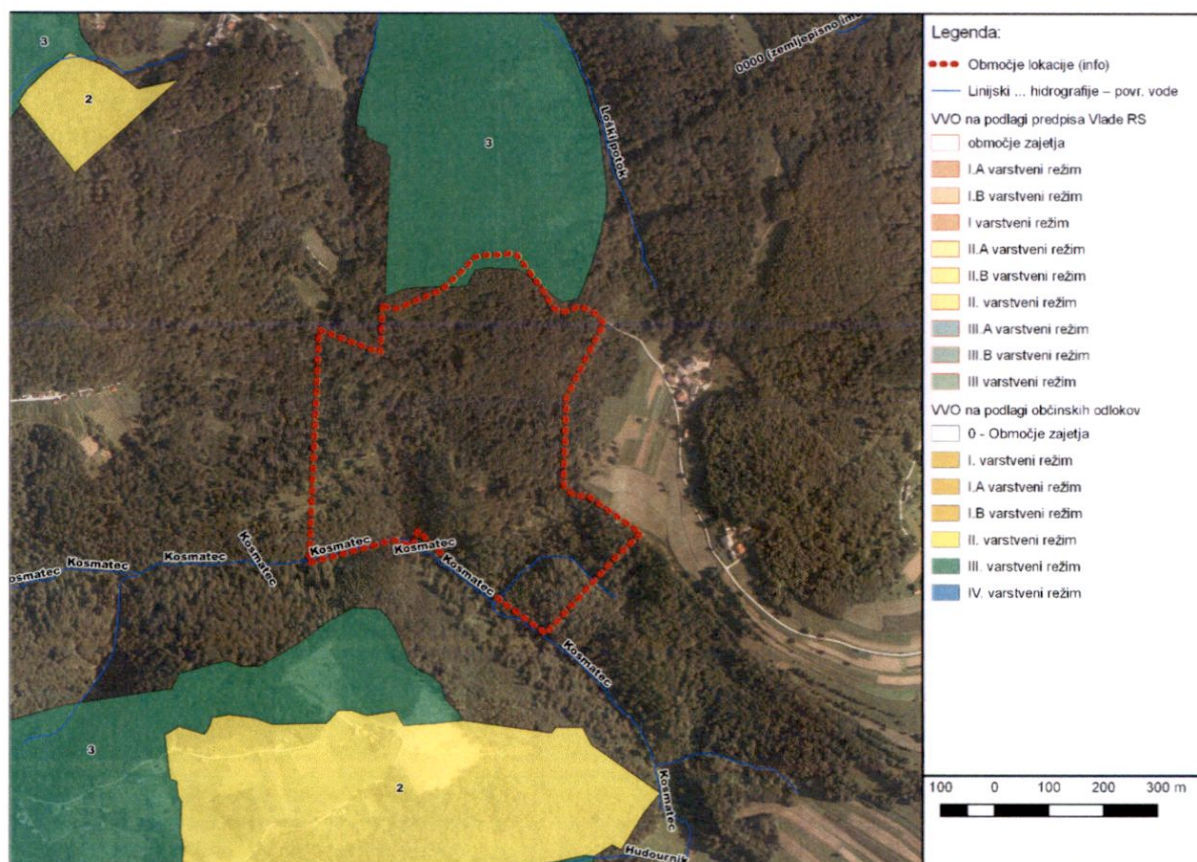 3
2
3
0000 (zemljepisno ime
Loški potok
Kosmatec
Kosmatec
Kosmatec
Kosmatec
Kosmatec
Kosmatec
Kosmatec
Kosmatec
3
2
Kosmatec
Hudournik
Legenda:
Območje lokacije (info)
Linijski ... hidrografije – povr. vode
VVO na podlagi predpisa Vlade RS
območje zajetja
I.A varstveni režim
I.B varstveni režim
I varstveni režim
II.A varstveni režim
II.B varstveni režim
II. varstveni režim
III.A varstveni režim
III.B varstveni režim
III varstveni režim
VVO na podlagi občinskih odlokov
0 - Območje zajetja
I. varstveni režim
I.A varstveni režim
I.B varstveni režim
II. varstveni režim
III. varstveni režim
IV. varstveni režim
100 0 100 200 300 m